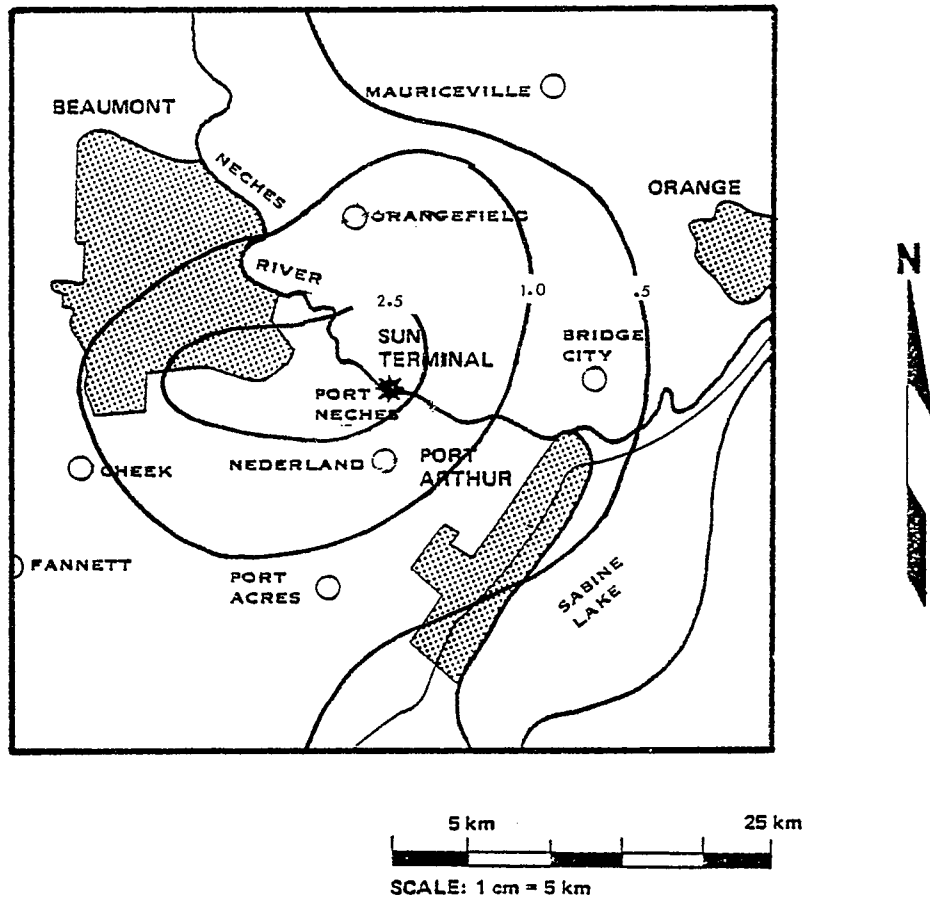 MAURICEVILLE
BEAUMONT
NECHES
ORANGE
ORANGEFIELD
N
RIVER
2.5
1.0
.5
SUN
TERMINAL
BRIDGE
CITY
PORT
NECHES
NEDERLAND
PORT
ARTHUR
CHEEK
FANNETT
PORT
ACRES
SABINE
LAKE
5 km
25 km
SCALE: 1 cm = 5 km